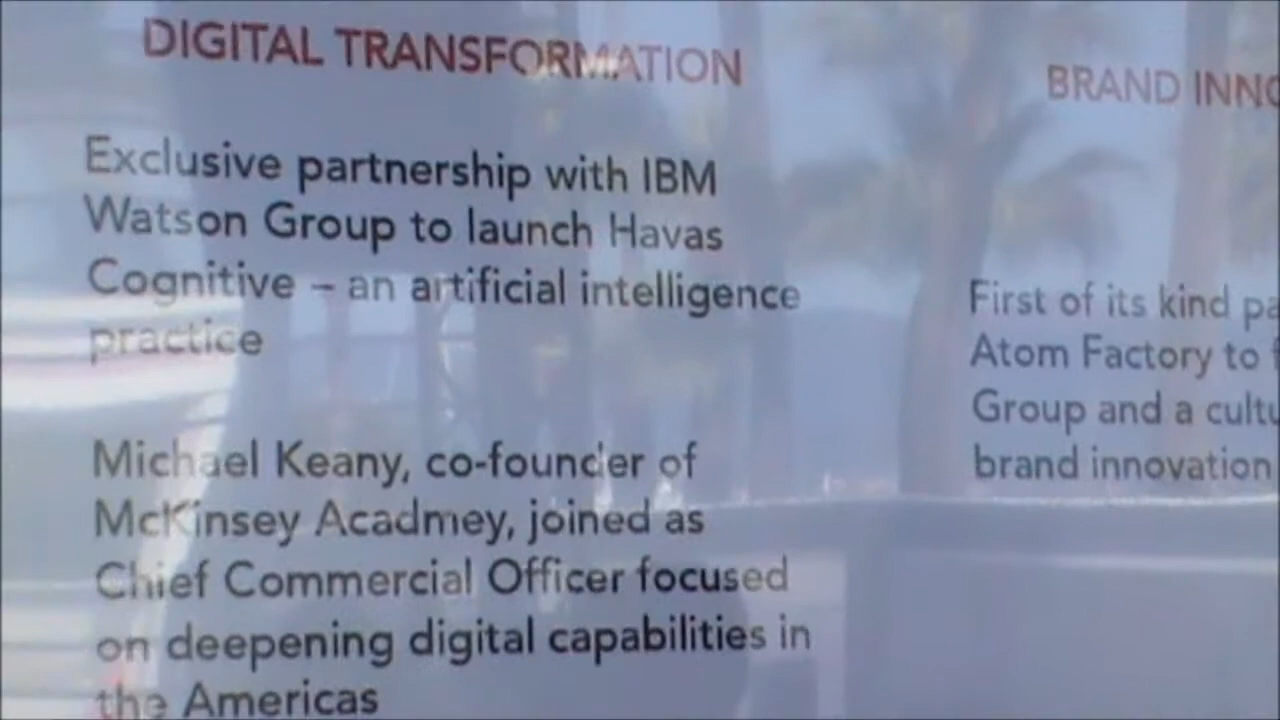 DIGITAL TRANSFORMATION
Exclusive partnership with IBM
Watson Group to launch Havas
Cognitive – an artificial intelligence
practice
Michael Keany, co-founder of
McKinsey Acadmey, joined as
Chief Commercial Officer focused
on deepening digital capabilities in
the Americas
BRAND INNO
First of its kind pa
Atom Factory to
Group and a cultu
brand innovation